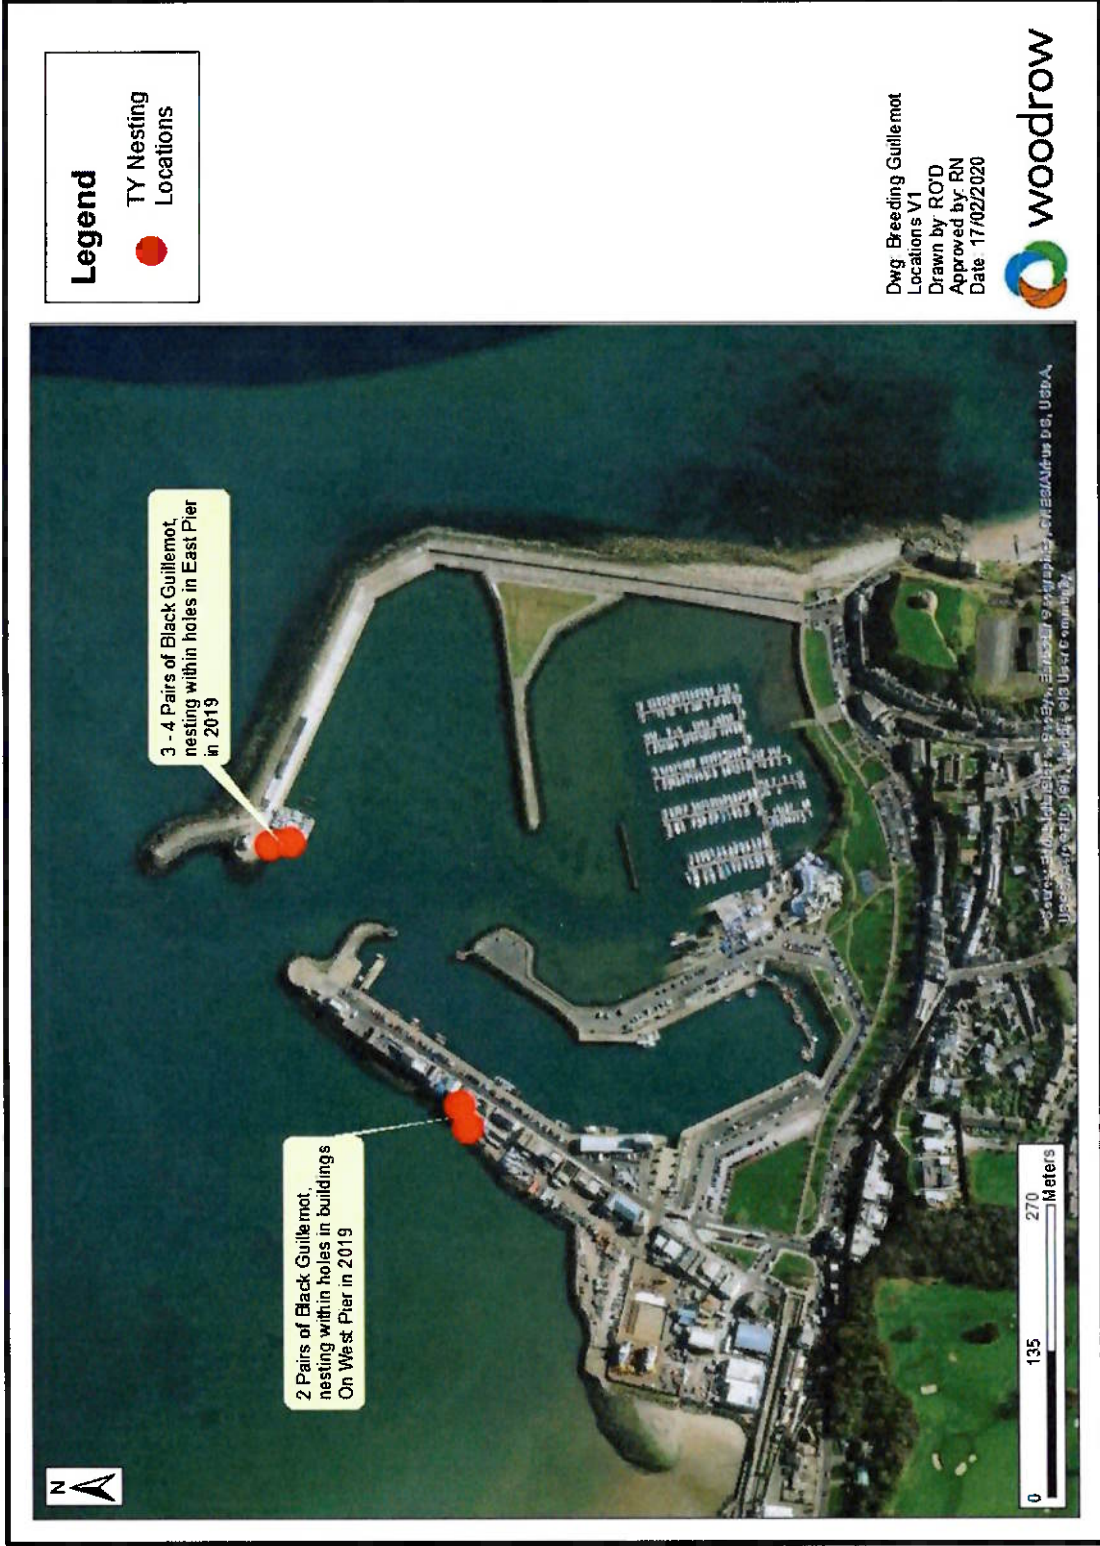 N
3 - 4 Pairs of Black Guillemot,
nesting within holes in East Pier
in 2019
2 Pairs of Black Guillemot,
nesting within holes in buildings
On West Pier in 2019
0
135
270
Meters
Legend
TY Nesting
Locations
Dwg: Breeding Guillemot
Locations V1
Drawn by: RO'D
Approved by: RN
Date: 17/02/2020
woodrow